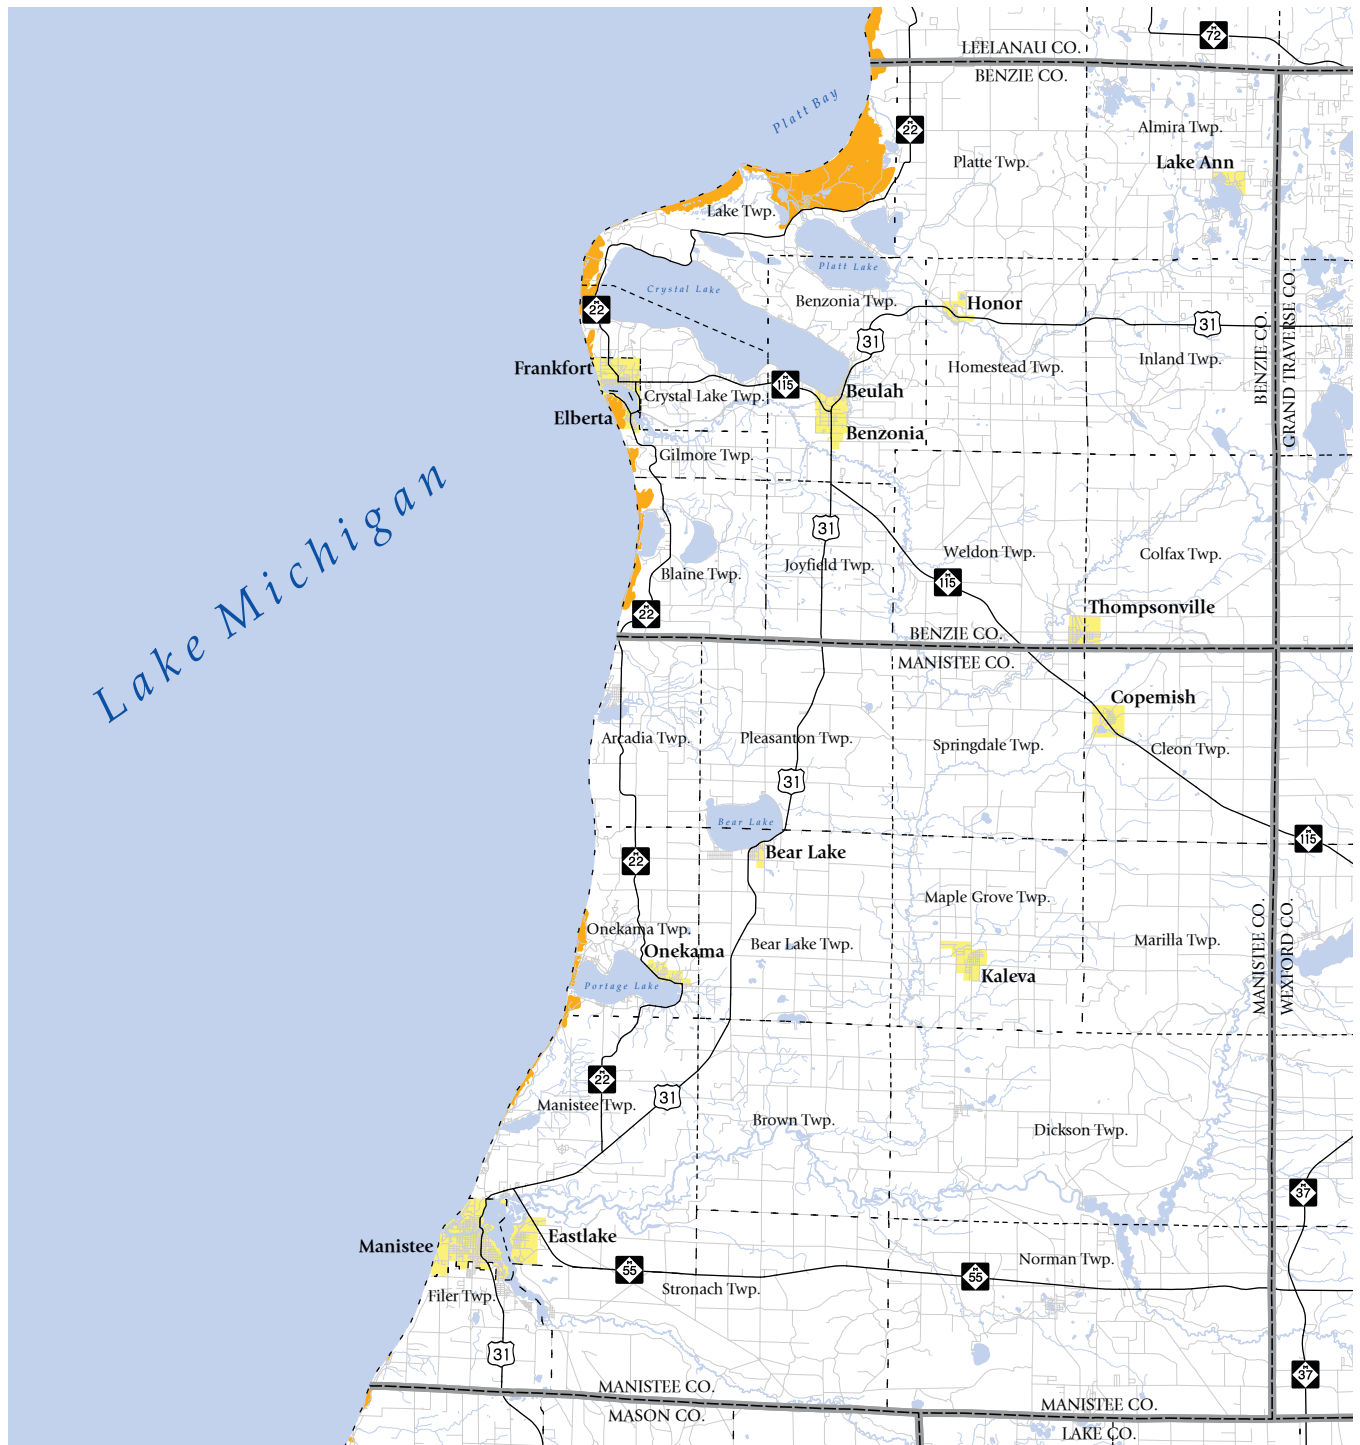 M 72
LEELANAU CO.
BENZIE CO.
Platt Bay
M 22
Almira Twp.
Platte Twp.
Lake Ann
Lake Twp.
Platt Lake
Crystal Lake
Benzonia Twp.
Honor
M 22
31
31
BENZIE CO.
GRAND TRAVERSE CO.
Frankfort
Homestead Twp.
Inland Twp.
M 115
Crystal Lake Twp.
Beulah
Elberta
Benzonia
Gilmore Twp.
Lake Michigan
31
Weldon Twp.
Colfax Twp.
Joyfield Twp.
Blaine Twp.
M 115
M 22
Thompsonville
BENZIE CO.
MANISTEE CO.
Copemish
Arcadia Twp.
Pleasanton Twp.
Springdale Twp.
Cleon Twp.
31
Bear Lake
M 115
Bear Lake
M 22
Maple Grove Twp.
MANISTEE CO.
WEXFORD CO.
Onekama Twp.
Bear Lake Twp.
Marilla Twp.
Onekama
Kaleva
Portage Lake
M 22
31
Manistee Twp.
Brown Twp.
Dickson Twp.
M 37
Manistee
Eastlake
Norman Twp.
M 55
M 55
Stronach Twp.
Filer Twp.
31
M 37
MANISTEE CO.
MASON CO.
MANISTEE CO.
LAKE CO.